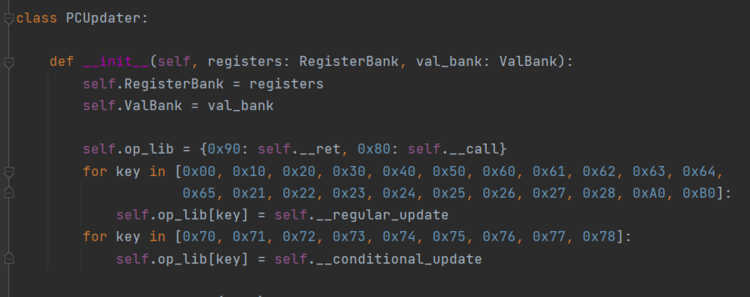 class PCUpdater:
def __init__(self, registers: RegisterBank, val_bank: ValBank):
self.RegisterBank = registers
self.ValBank = val_bank
self.op_lib = {0x90: self.__ret, 0x80: self.__call}
for key in [0x00, 0x10, 0x20, 0x30, 0x40, 0x50, 0x60, 0x61, 0x62, 0x63, 0x64,
0x65, 0x21, 0x22, 0x23, 0x24, 0x25, 0x26, 0x27, 0x28, 0xA0, 0xB0]:
self.op_lib[key] = self.__regular_update
for key in [0x70, 0x71, 0x72, 0x73, 0x74, 0x75, 0x76, 0x77, 0x78]:
self.op_lib[key] = self.__conditional_update